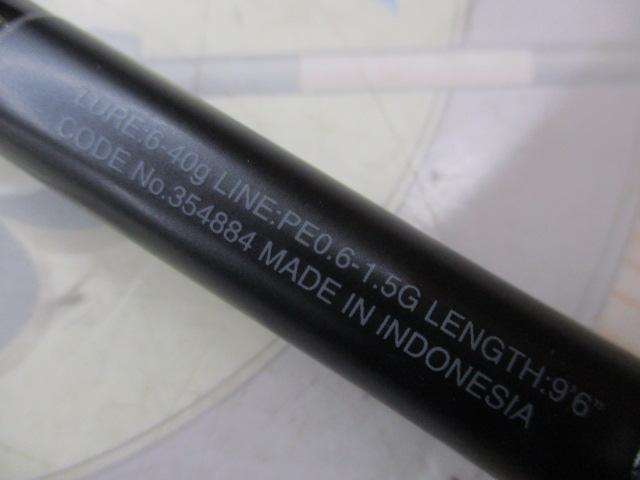 LURE:6-40g LINE:PE0.6-1.5G LENGTH:9'6"
CODE No.354884 MADE IN INDONESIA